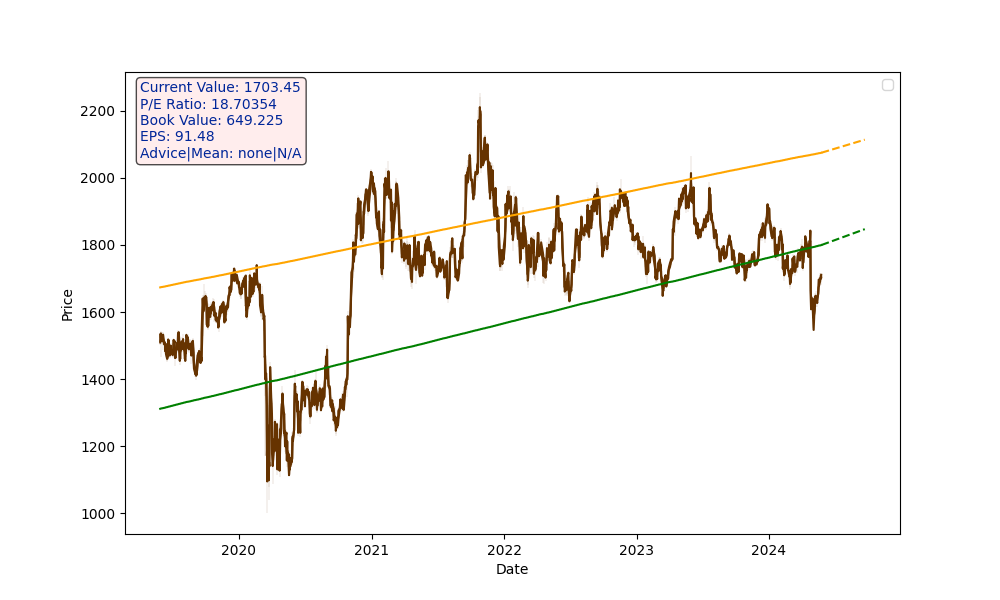 Current Value: 1703.45
P/E Ratio: 18.70354
Book Value: 649.225
EPS: 91.48
Advice|Mean: none|N/A
2200
2000
1800
1600
1400
1200
1000
Price
2020
2021
2022
2023
2024
Date